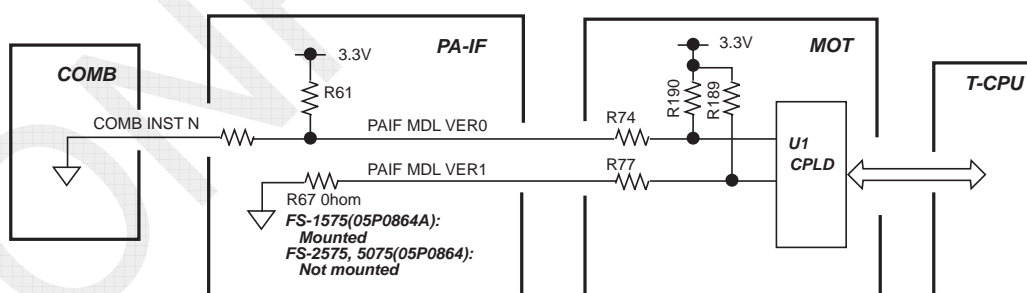 COMB
PA-IF
MOT
T-CPU
3.3V
3.3V
R61
R190
R189
COMB INST N
PAIF MDL VER0
R74
U1
CPLD
PAIF MDL VER1
R77
R67 0hom
FS-1575(05P0864A):
Mounted
FS-2575, 5075(05P0864):
Not mounted